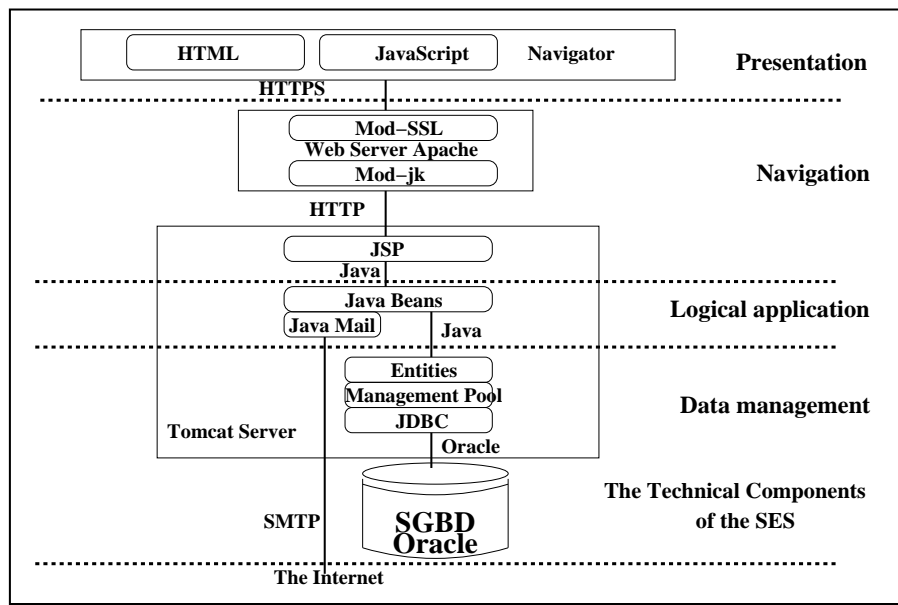 HTML
JavaScript
Navigator
Presentation
HTTPS
Mod-SSL
Web Server Apache
Mod-jk
Navigation
HTTP
JSP
Java
Java Beans
Logical application
Java Mail
Java
Entities
Management Pool
Data management
JDBC
Tomcat Server
Oracle
The Technical Components
of the SES
SMTP
SGBD
Oracle
The Internet